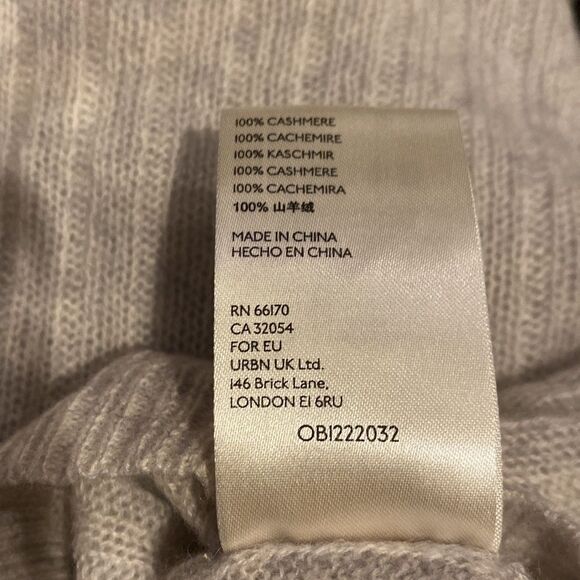 100% CASHMERE
100% CACHEMIRE
100% KASCHMIR
100% CASHMERE
100% CACHEMIRA
100% 山羊绒
MADE IN CHINA
HECHO EN CHINA
RN 66170
CA 32054
FOR EU
URBN UK Ltd.
146 Brick Lane,
LONDON E1 6RU
OB1222032